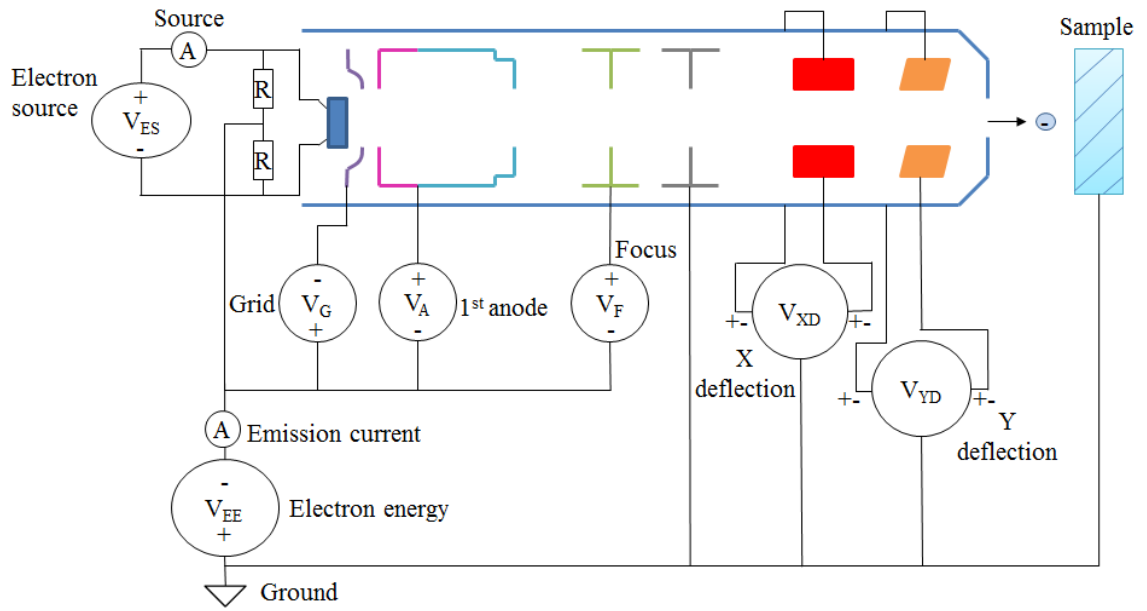 Source
A
Electron
source
+
V_ES
-
R
R
Sample
-
Grid
-
V_G
+
+
V_A
-
1st anode
Focus
+
V_F
-
+-
V_XD
+-
X
deflection
+-
V_YD
+-
Y
deflection
A
Emission current
-
V_EE
+
Electron energy
Ground